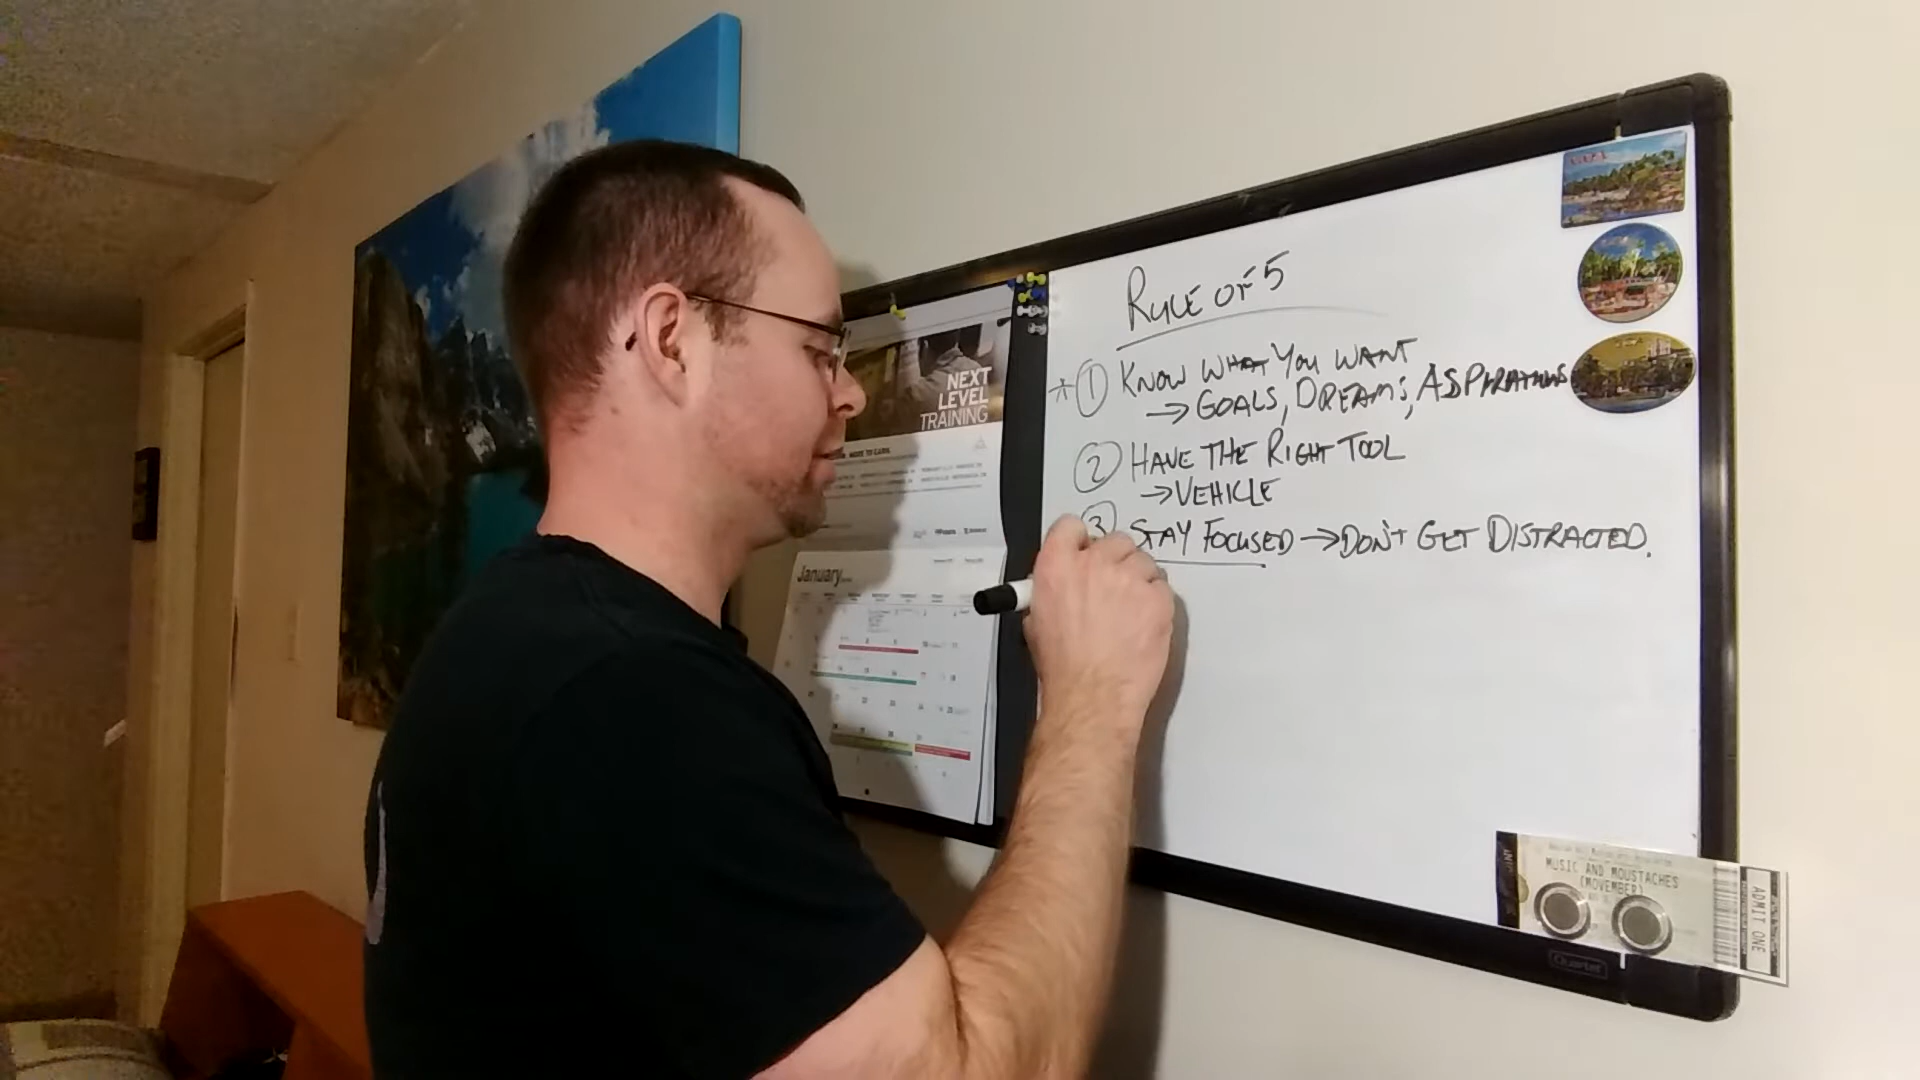 RULE OF 5
* 1 KNOW WHAT YOU WANT
→ GOALS, DREAMS, ASPIRATIONS
2 HAVE THE RIGHT TOOL
→ VEHICLE
3 STAY FOCUSED → DON'T GET DISTRACTED.
NEXT
LEVEL
TRAINING
January
MUSIC AND MOUSTACHES
(MOVEMBER)
ADMIT ONE
Quartet